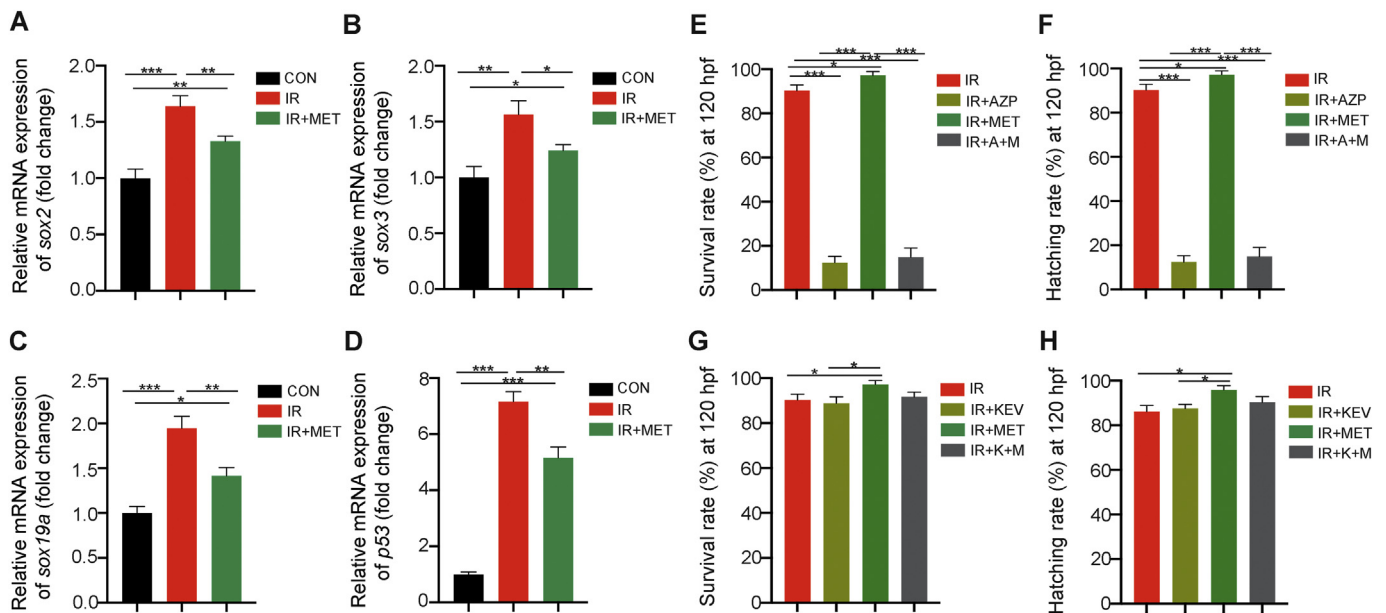 A
Relative mRNA expression
of sox2 (fold change)
2.0
1.5
1.0
0.5
0.0
***
**
**
CON
IR
IR+MET
B
Relative mRNA expression
of sox3 (fold change)
2.0
1.5
1.0
0.5
0.0
**
*
*
CON
IR
IR+MET
E
Survival rate (%) at 120 hpf
100
80
60
40
20
0
***
***
***
*
***
IR
IR+AZP
IR+MET
IR+A+M
F
Hatching rate (%) at 120 hpf
100
80
60
40
20
0
***
***
***
*
***
IR
IR+AZP
IR+MET
IR+A+M
C
Relative mRNA expression
of sox19a (fold change)
2.5
2.0
1.5
1.0
0.5
0.0
***
**
*
CON
IR
IR+MET
D
Relative mRNA expression
of p53 (fold change)
8
6
4
2
0
***
**
***
CON
IR
IR+MET
G
Survival rate (%) at 120 hpf
100
80
60
40
20
0
*
*
IR
IR+KEV
IR+MET
IR+K+M
H
Hatching rate (%) at 120 hpf
100
80
60
40
20
0
*
*
IR
IR+KEV
IR+MET
IR+K+M